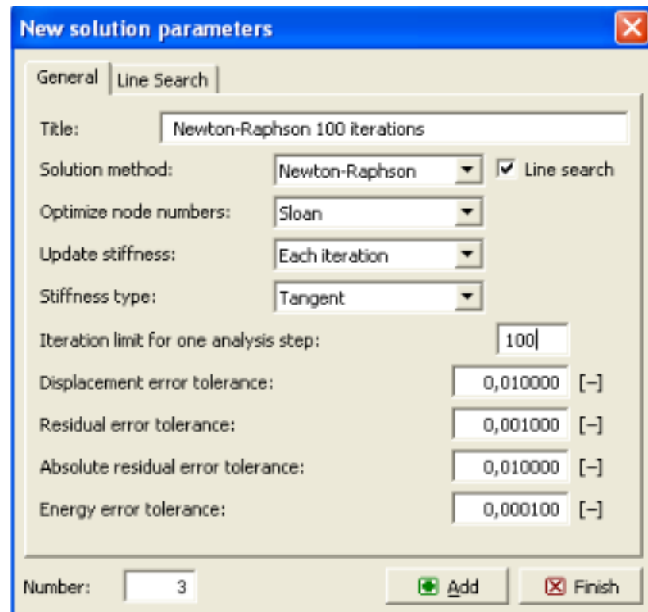 New solution parameters
General Line Search
Title: Newton-Raphson 100 iterations
Solution method: Newton-Raphson Line search
Optimize node numbers: Sloan
Update stiffness: Each iteration
Stiffness type: Tangent
Iteration limit for one analysis step: 100
Displacement error tolerance: 0,010000 [-]
Residual error tolerance: 0,001000 [-]
Absolute residual error tolerance: 0,010000 [-]
Energy error tolerance: 0,000100 [-]
Number: 3 Add Finish